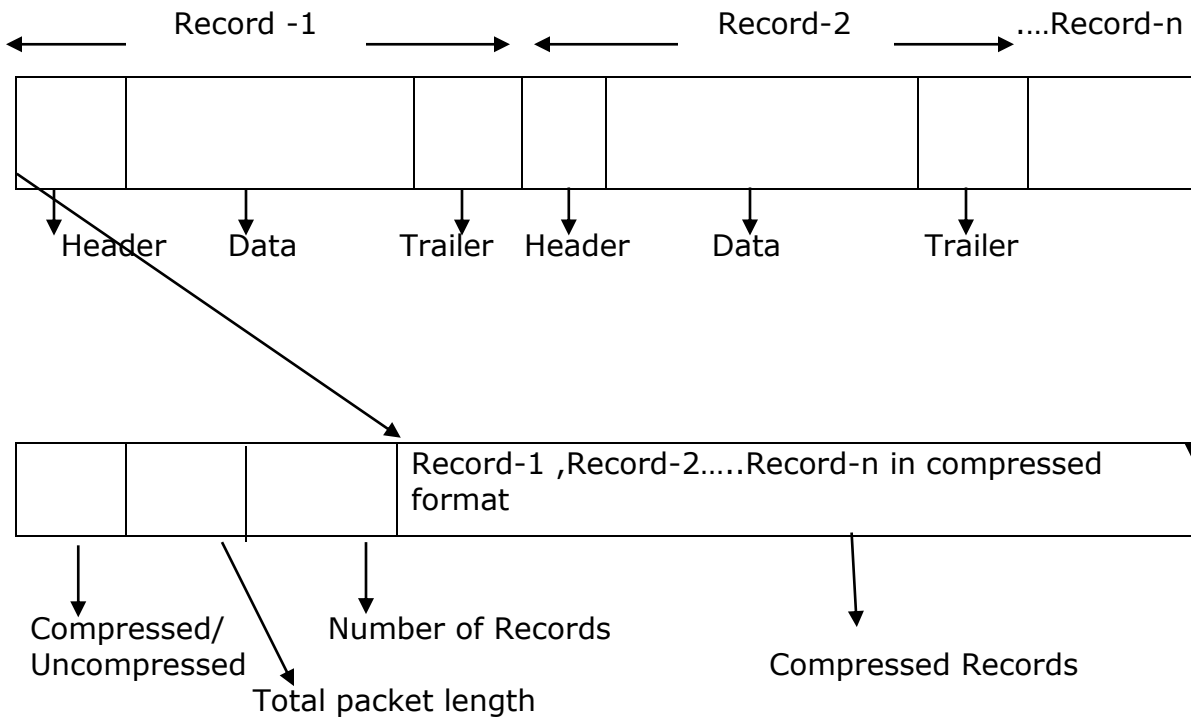 Record -1 Record-2 .…Record-n
Header Data Trailer Header Data Trailer
Record-1 ,Record-2…..Record-n in compressed
format
Compressed/ Number of Records
Uncompressed Compressed Records
Total packet length